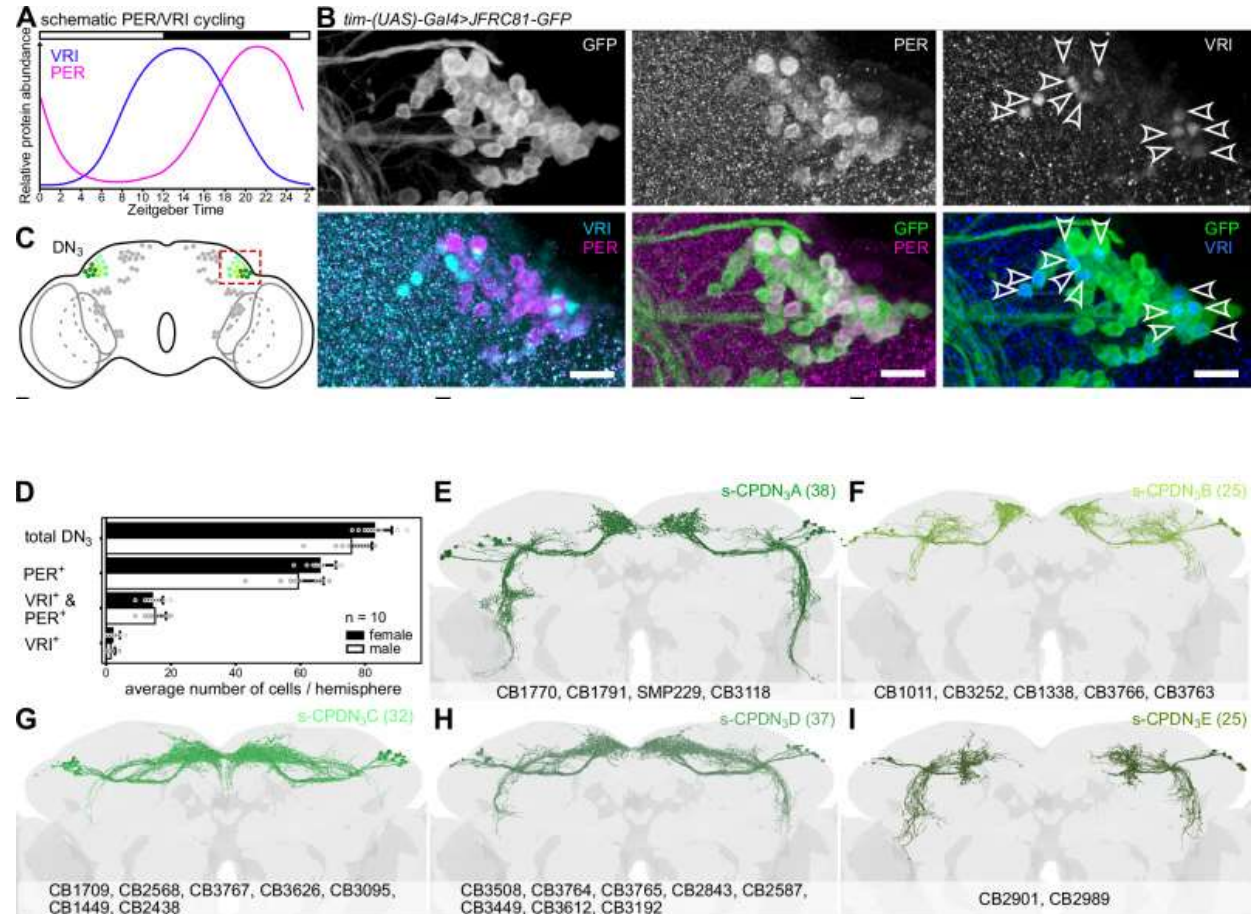 A schematic PER/VRI cycling
VRI
PER
Relative protein abundance
0 2 4 6 8 10 12 14 16 18 20 22 24 2
Zeitgeber Time
B tim-(UAS)-Gal4>JFRC81-GFP
GFP
PER
VRI
VRI
PER
GFP
PER
GFP
VRI
C
DN3
D
total DN3
PER+
VRI+ &
PER+
VRI+
n = 10
female
male
0 20 40 60 80
average number of cells / hemisphere
E s-CPDN3A (38)
CB1770, CB1791, SMP229, CB3118
F s-CPDN3B (25)
CB1011, CB3252, CB1338, CB3766, CB3763
G s-CPDN3C (32)
CB1709, CB2568, CB3767, CB3626, CB3095,
CB1449, CB2438
H s-CPDN3D (37)
CB3508, CB3764, CB3765, CB2843, CB2587,
CB3449, CB3612, CB3192
I s-CPDN3E (25)
CB2901, CB2989